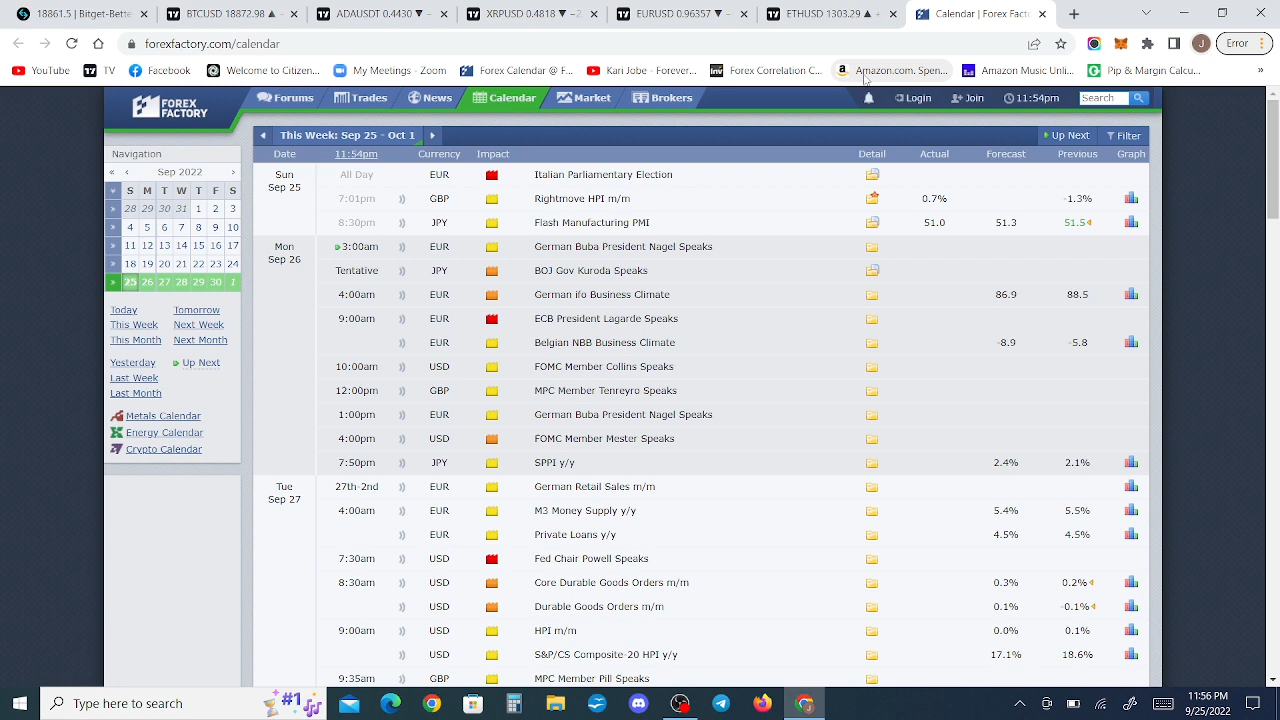 18861.5 | Bitget-Bette
BTCUSD 18872.98 ▲
ADAUSDT 0.4430 ▼ −
XRPUSD 0.4818 ▼ −2
EURUSD 0.96357
ETHUSD 1303.29 ▲ +
Calendar | Forex Facto
forexfactory.com/calendar
J
Error
YouTube
TV
Facebook
Welcome to Citizen...
My Meetings - Zoom
Forex Calendar @ F...
Kari Jobe - Forever...
Forex Correlation C...
Amazon.com. Spen...
Amazon Music Unli...
Pip & Margin Calcu...
»
FOREX FACTORY
Forums
Trades
News
Calendar
Market
Brokers
Login
Join
11:54pm
Search
This Week: Sep 25 - Oct 1
Up Next
Filter
Date 11:54pm Currency Impact Detail Actual Forecast Previous Graph
Navigation
« ‹ Sep 2022 ›
S M T W T F S
28 29 30 31 1 2 3
4 5 6 7 8 9 10
11 12 13 14 15 16 17
18 19 20 21 22 23 24
25 26 27 28 29 30 1
Today Tomorrow
This Week Next Week
This Month Next Month
Yesterday Up Next
Last Week
Last Month
Metals Calendar
Energy Calendar
Crypto Calendar
Sun Sep 25 All Day EUR Italian Parliamentary Election
7:01pm GBP Rightmove HPI m/m 0.7% -1.3%
8:30pm JPY Flash Manufacturing PMI 51.0 51.3 51.5
Mon Sep 26 3:00am EUR German Buba President Nagel Speaks
Tentative JPY Kuroda Speaks
4:00am EUR German ifo Business Climate 86.9 88.5
9:00am EUR ECB President Lagarde Speaks
EUR Belgian NBB Business Climate -8.9 -5.8
10:00am USD FOMC Member Collins Speaks
12:00pm GBP MPC Member Tenreyro Speaks
1:00pm EUR German Buba President Nagel Speaks
4:00pm USD FOMC Member Mester Speaks
7:50pm JPY SPPI y/y 2.4% 2.1%
Tue Sep 27 27th-2nd EUR German Retail Sales m/m
4:00am EUR M3 Money Supply y/y 5.4% 5.5%
EUR Private Loans y/y 4.5% 4.5%
7:30am USD Fed Chair Powell Speaks
8:30am USD Core Durable Goods Orders m/m 0.3% 0.2%
USD Durable Goods Orders m/m 0.1% -0.1%
9:00am USD HPI m/m 0.0% 0.1%
USD S&P/CS Composite-20 HPI y/y 17.1% 18.6%
9:35am GBP MPC Member Pill Speaks
Type here to search
#1
11:56 PM
9/25/2022